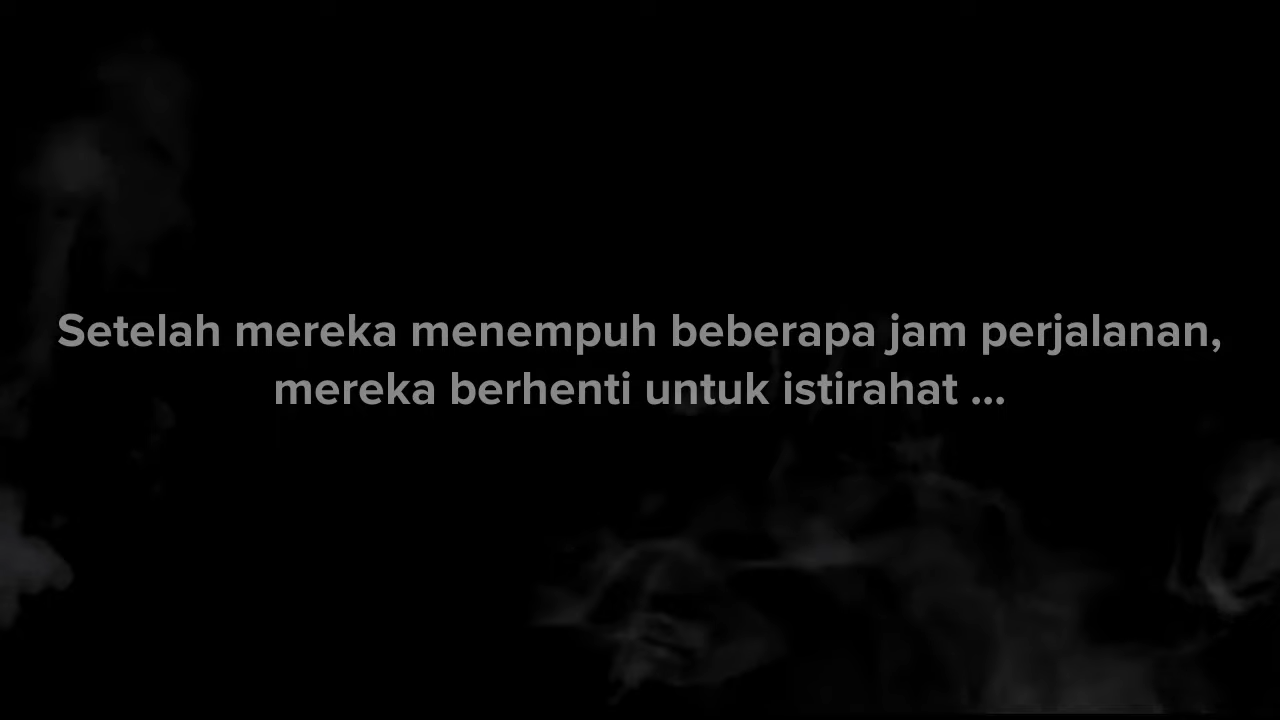 Setelah mereka menempuh beberapa jam perjalanan,
mereka berhenti untuk istirahat ...